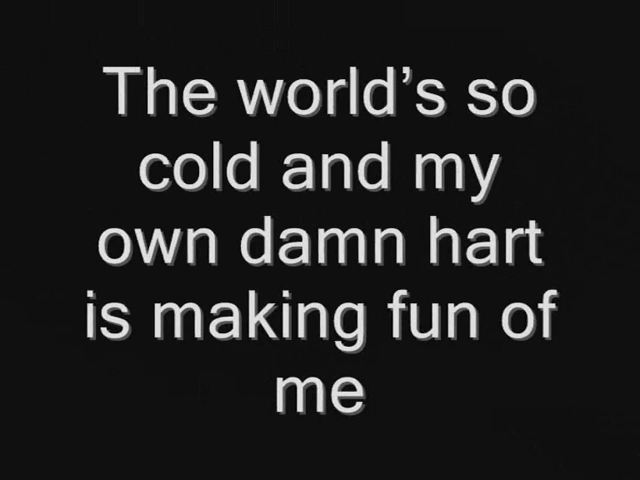 The world’s so
cold and my
own damn hart
is making fun of
me